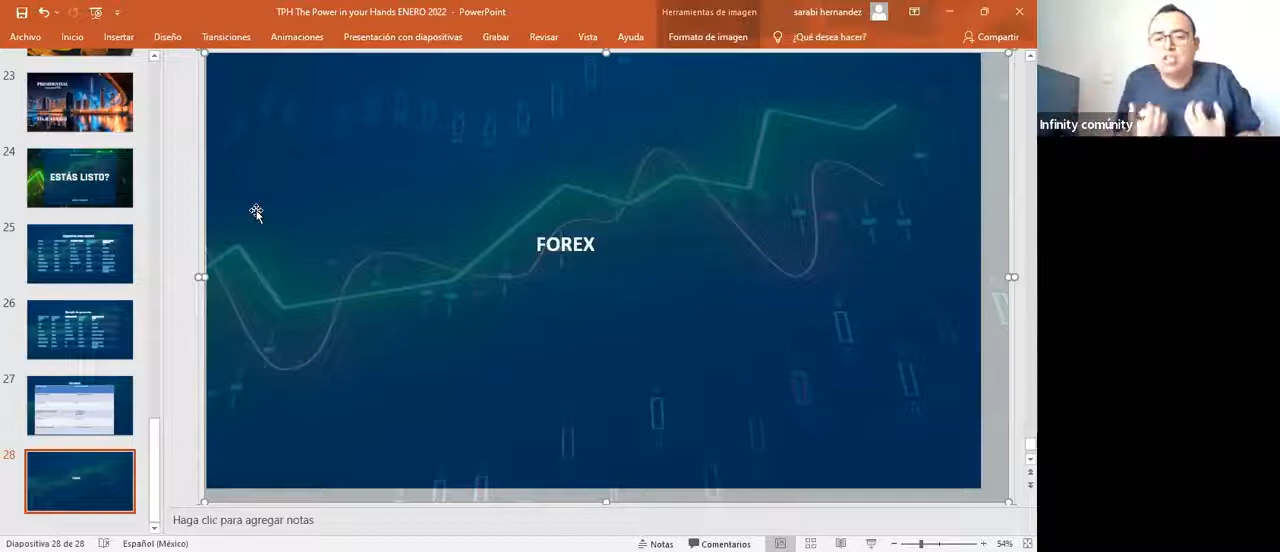 TPH The Power in your Hands ENERO 2022 - PowerPoint
Herramientas de imagen
sarabi hernandez
Archivo Inicio Insertar Diseño Transiciones Animaciones Presentación con diapositivas Grabar Revisar Vista Ayuda Formato de imagen ¿Qué desea hacer? Compartir
23
24
ESTÁS LISTO?
25
26
27
28
FOREX
Infinity comúnity
Haga clic para agregar notas
Diapositiva 28 de 28 Español (México) Notas Comentarios 54%